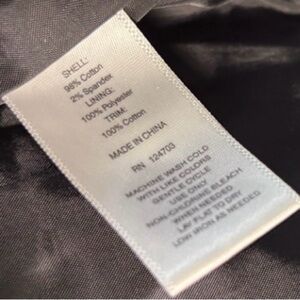 SHELL:
98% Cotton
2% Spandex
LINING:
100% Polyester
TRIM:
100% Cotton
MADE IN CHINA
RN 124703
MACHINE WASH COLD
WITH LIKE COLORS
GENTLE CYCLE
USE ONLY
NON-CHLORINE BLEACH
WHEN NEEDED
LAY FLAT TO DRY
LOW IRON AS NEEDED